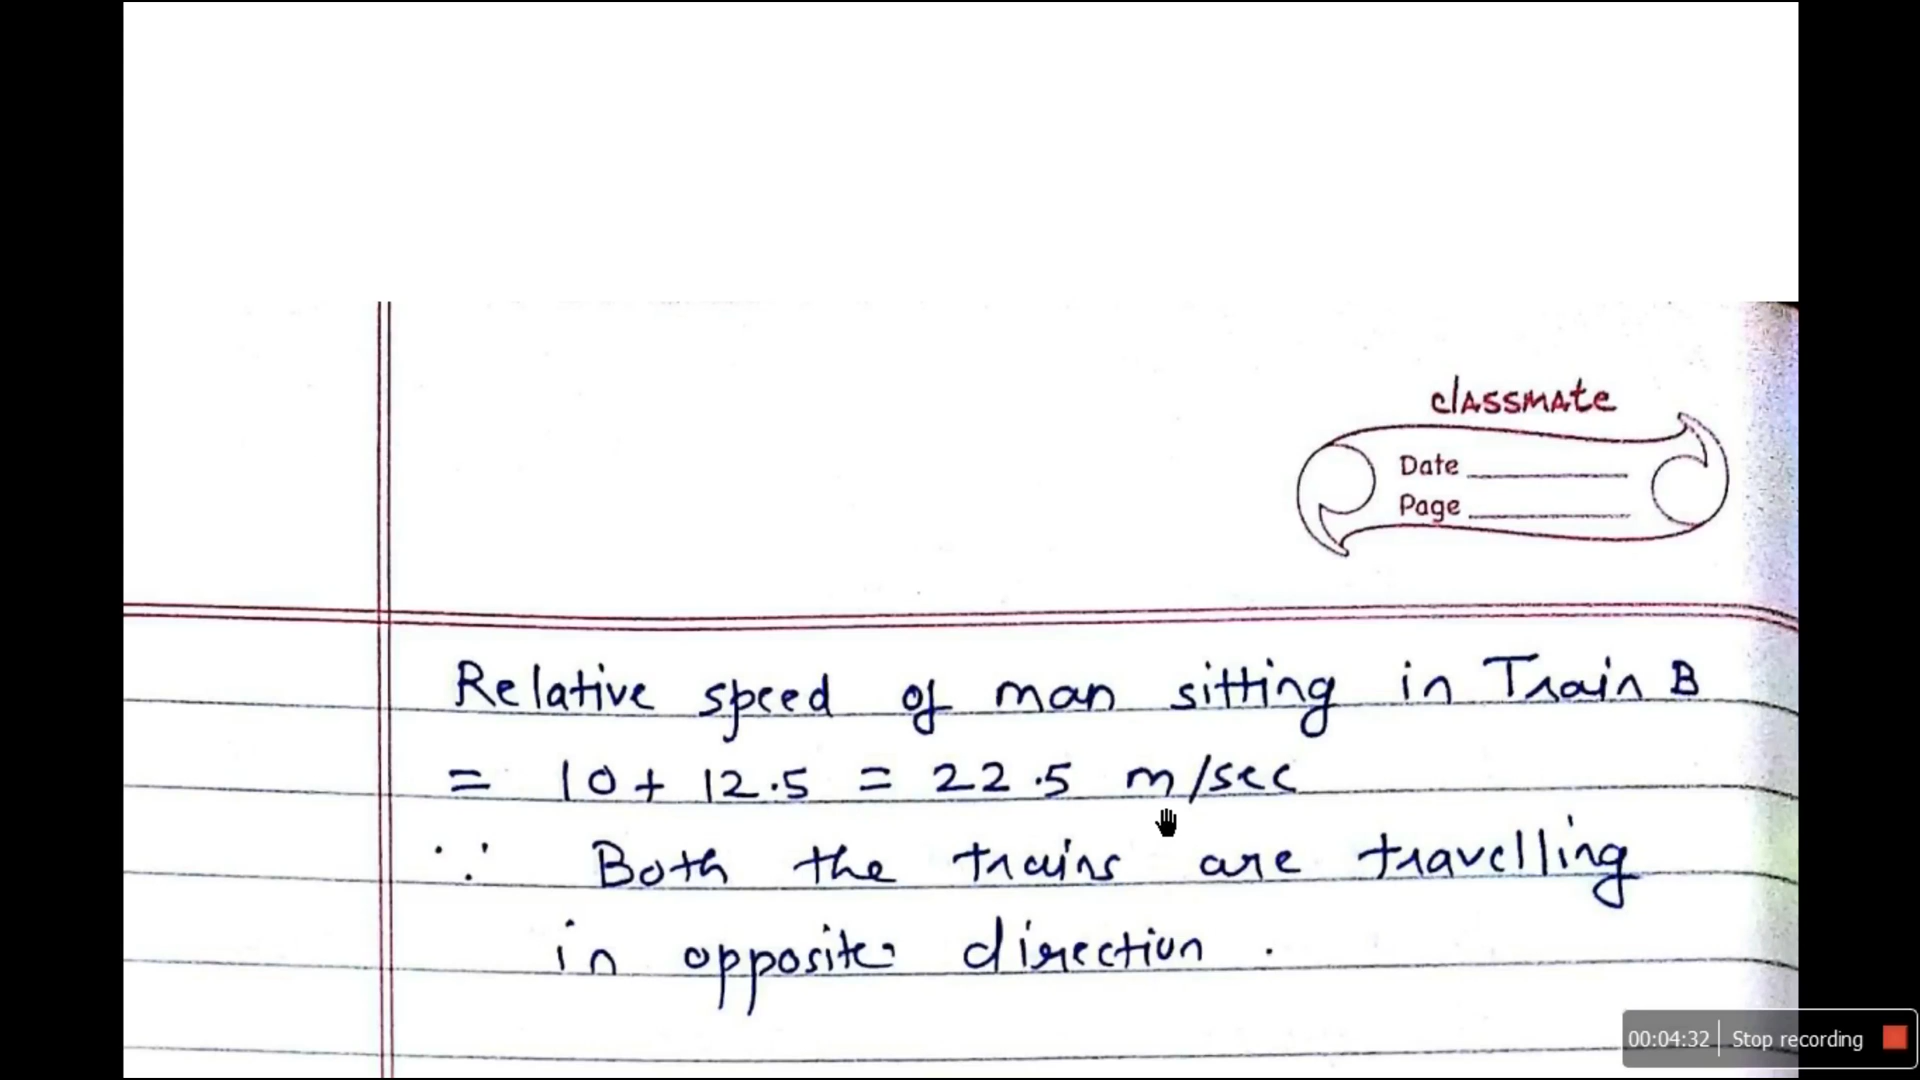 classmate
Date
Page
Relative speed of man sitting in Train B
= 10 + 12.5 = 22.5 m/sec
∵ Both the trains are travelling
in opposite direction.
00:04:32 Stop recording